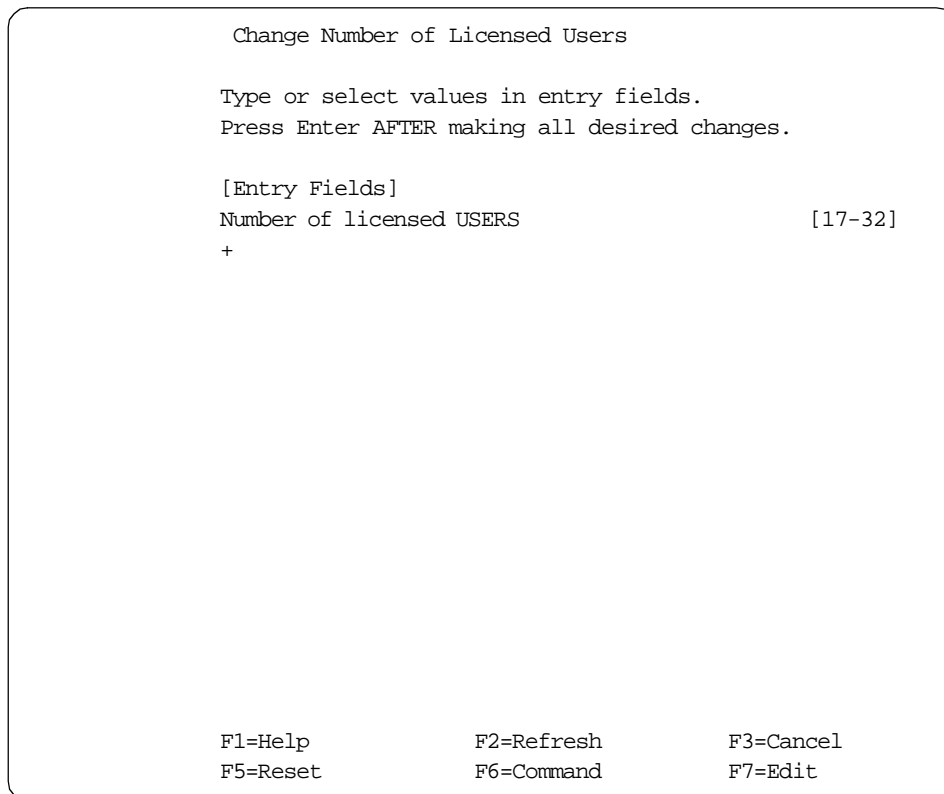 Change Number of Licensed Users
Type or select values in entry fields.
Press Enter AFTER making all desired changes.
[Entry Fields]
Number of licensed USERS [17-32]
+
F1=Help F2=Refresh F3=Cancel
F5=Reset F6=Command F7=Edit